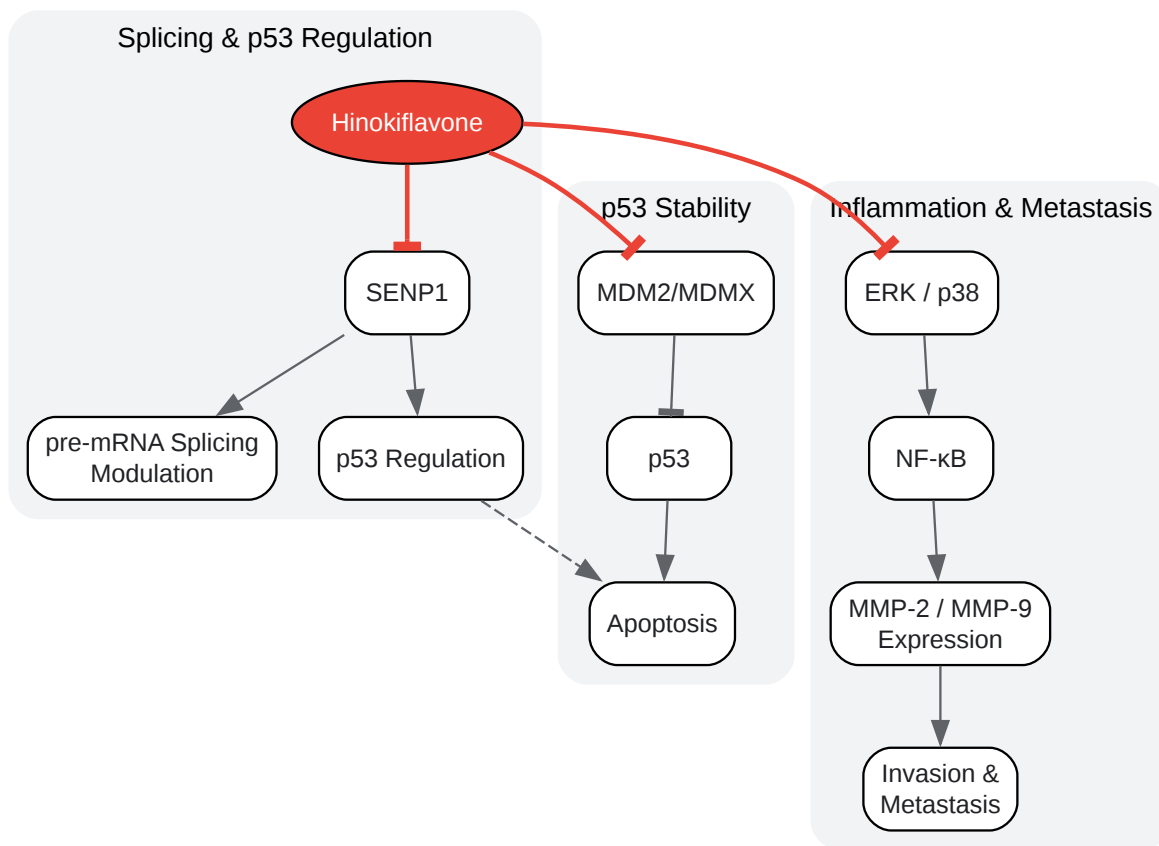 Splicing & p53 Regulation
Hinokiflavone
p53 Stability
Inflammation & Metastasis
SENP1
MDM2/MDMX
ERK / p38
pre-mRNA Splicing
Modulation
p53 Regulation
p53
NF-κB
Apoptosis
MMP-2 / MMP-9
Expression
Invasion &
Metastasis